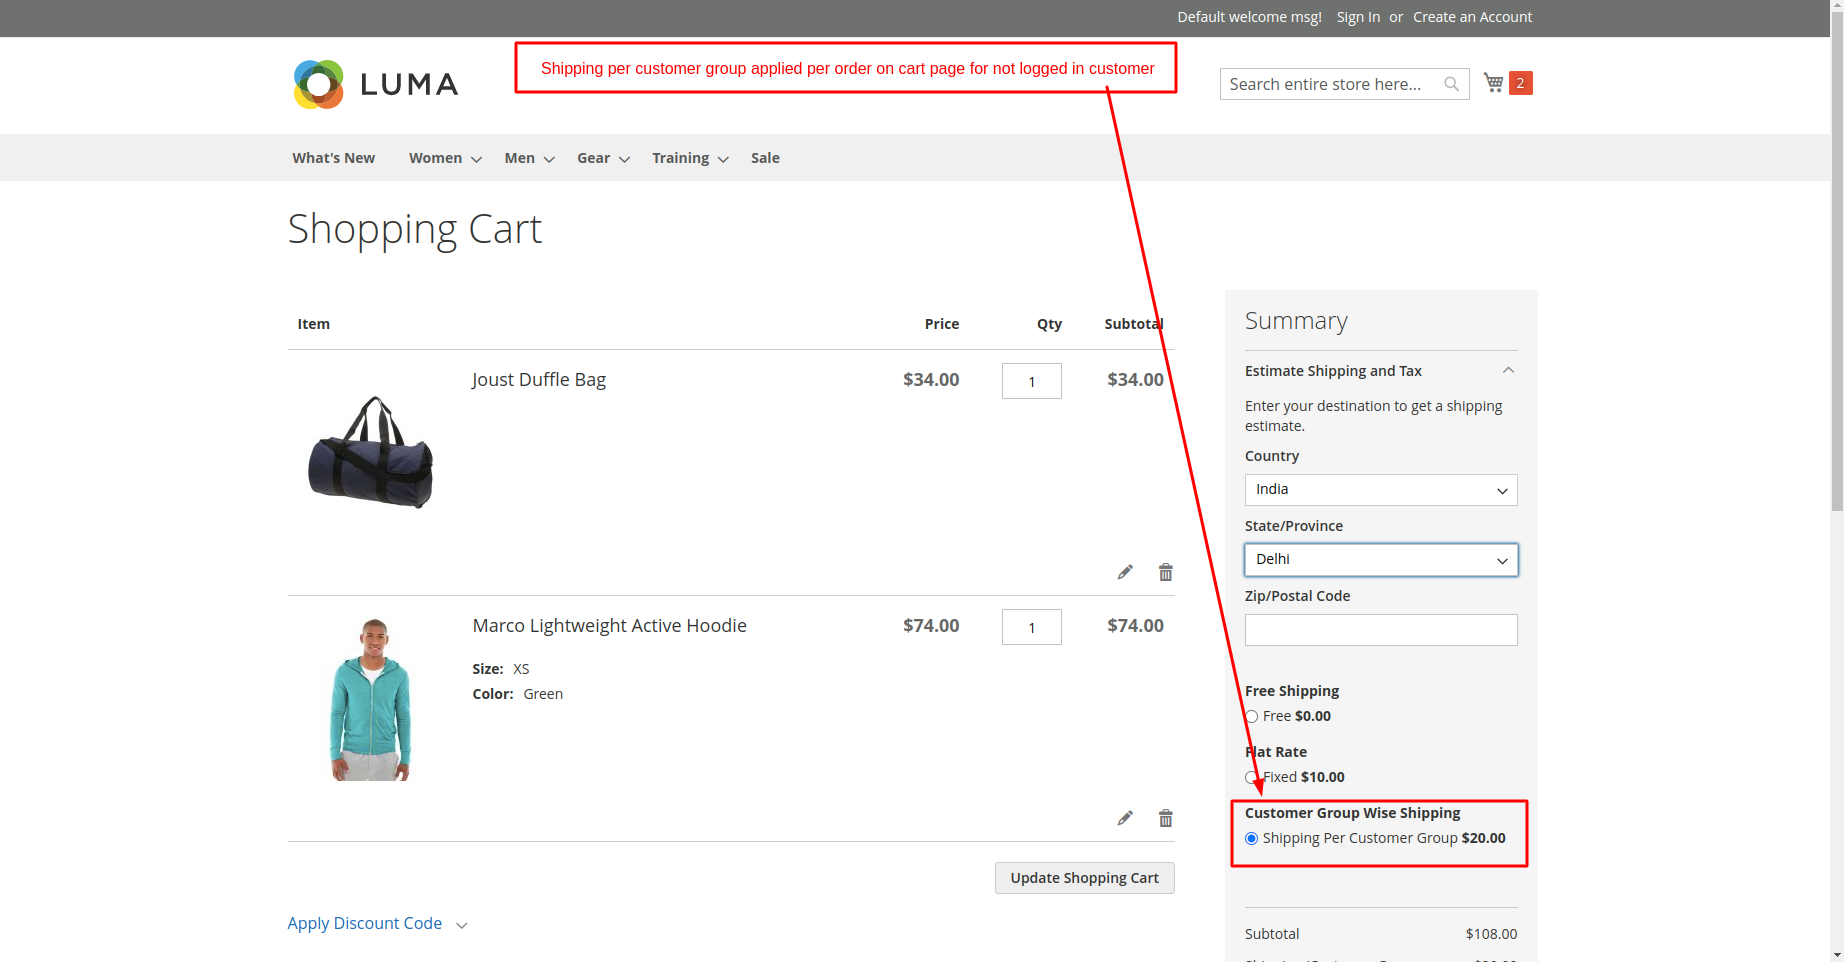 Default welcome msg! Sign In or Create an Account
Shipping per customer group applied per order on cart page for not logged in customer
LUMA
Search entire store here...
2
What's New Women Men Gear Training Sale
Shopping Cart
Item Price Qty Subtotal
Joust Duffle Bag $34.00 1 $34.00
Marco Lightweight Active Hoodie $74.00 1 $74.00
Size: XS
Color: Green
Update Shopping Cart
Apply Discount Code
Summary
Estimate Shipping and Tax
Enter your destination to get a shipping
estimate.
Country
India
State/Province
Delhi
Zip/Postal Code
Free Shipping
Free $0.00
Flat Rate
Fixed $10.00
Customer Group Wise Shipping
Shipping Per Customer Group $20.00
Subtotal $108.00